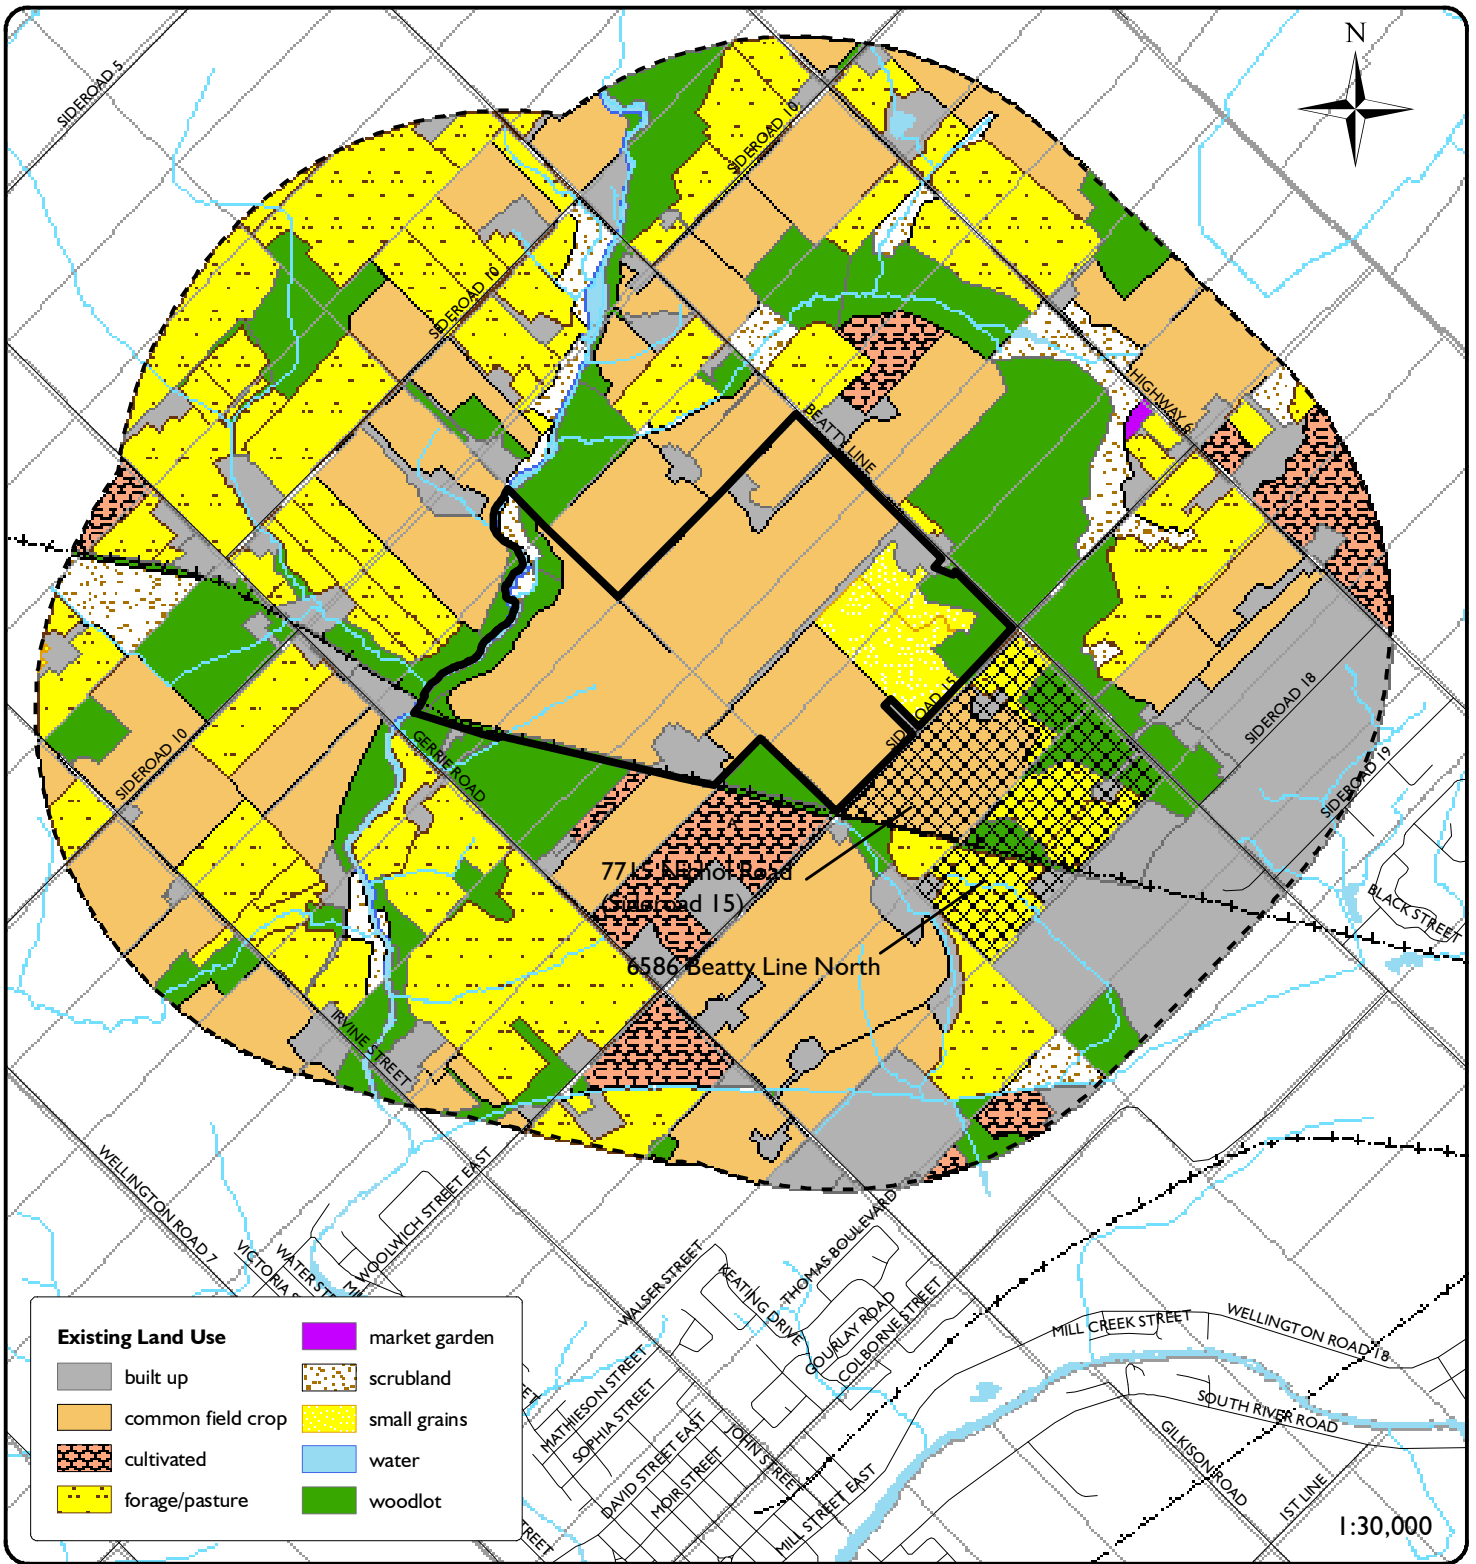 N
SIDEROAD 5
SIDEROAD 10
SIDEROAD 10
HIGHWAY 6
BEATTY LINE
SIDEROAD 15
SIDEROAD 18
SIDEROAD 19
SIDEROAD 10
GERRIE ROAD
7715 Nichol Road
(Sideroad 15)
BLACK STREET
6586 Beatty Line North
IRVINE STREET
WELLINGTON ROAD 7
WOOLWICH STREET EAST
VICTORIA
WATER
THOMAS BOULEVARD
WALSER STREET
KEATING DRIVE
GOURLAY ROAD
COLBORNE STREET
MILL CREEK STREET
WELLINGTON ROAD 18
SOUTH RIVER ROAD
MATHIESON STREET
SOPHIA STREET
DAVID STREET EAST
MOIR STREET
JOHN STREET
MILL STREET EAST
GILKISON ROAD
1ST LINE
Existing Land Use
built up
common field crop
cultivated
forage/pasture
market garden
scrubland
small grains
water
woodlot
1:30,000